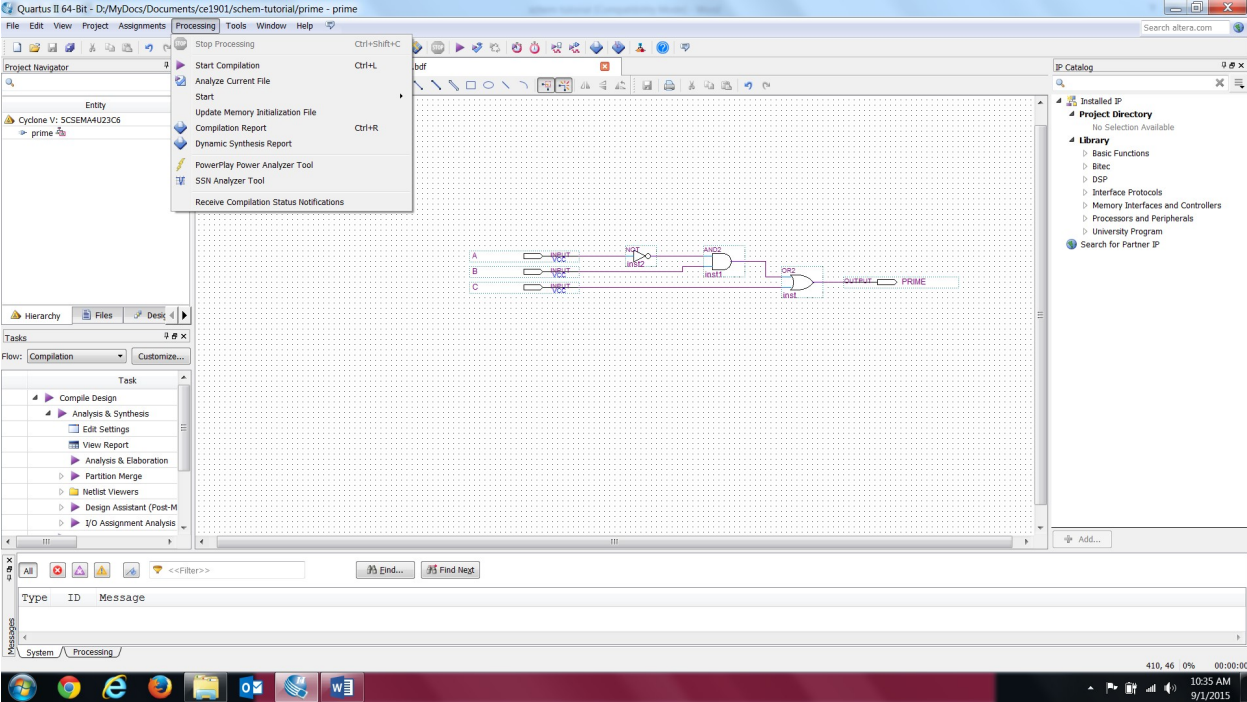 Quartus II 64-Bit - D:/MyDocs/Documents/ce1901/schem-tutorial/prime - prime
File Edit View Project Assignments Processing Tools Window Help
Search altera.com
Stop Processing Ctrl+Shift+C
Start Compilation Ctrl+L
Analyze Current File
Start
Update Memory Initialization File
Compilation Report Ctrl+R
Dynamic Synthesis Report
PowerPlay Power Analyzer Tool
SSN Analyzer Tool
Receive Compilation Status Notifications
Project Navigator
Entity
Cyclone V: 5CSEMA4U23C6
prime
Hierarchy Files Desig
.bdf
A INPUT VCC
B INPUT VCC
C INPUT VCC
NOT
inst2
AND2
inst1
OR2
inst
OUTPUT PRIME
IP Catalog
Installed IP
Project Directory
No Selection Available
Library
Basic Functions
Bitec
DSP
Interface Protocols
Memory Interfaces and Controllers
Processors and Peripherals
University Program
Search for Partner IP
Add...
Tasks
Flow: Compilation Customize...
Task
Compile Design
Analysis & Synthesis
Edit Settings
View Report
Analysis & Elaboration
Partition Merge
Netlist Viewers
Design Assistant (Post-M
I/O Assignment Analysis
All <<Filter>> Find... Find Next
Type ID Message
Messages
System Processing
410, 46 0% 00:00:00
10:35 AM
9/1/2015